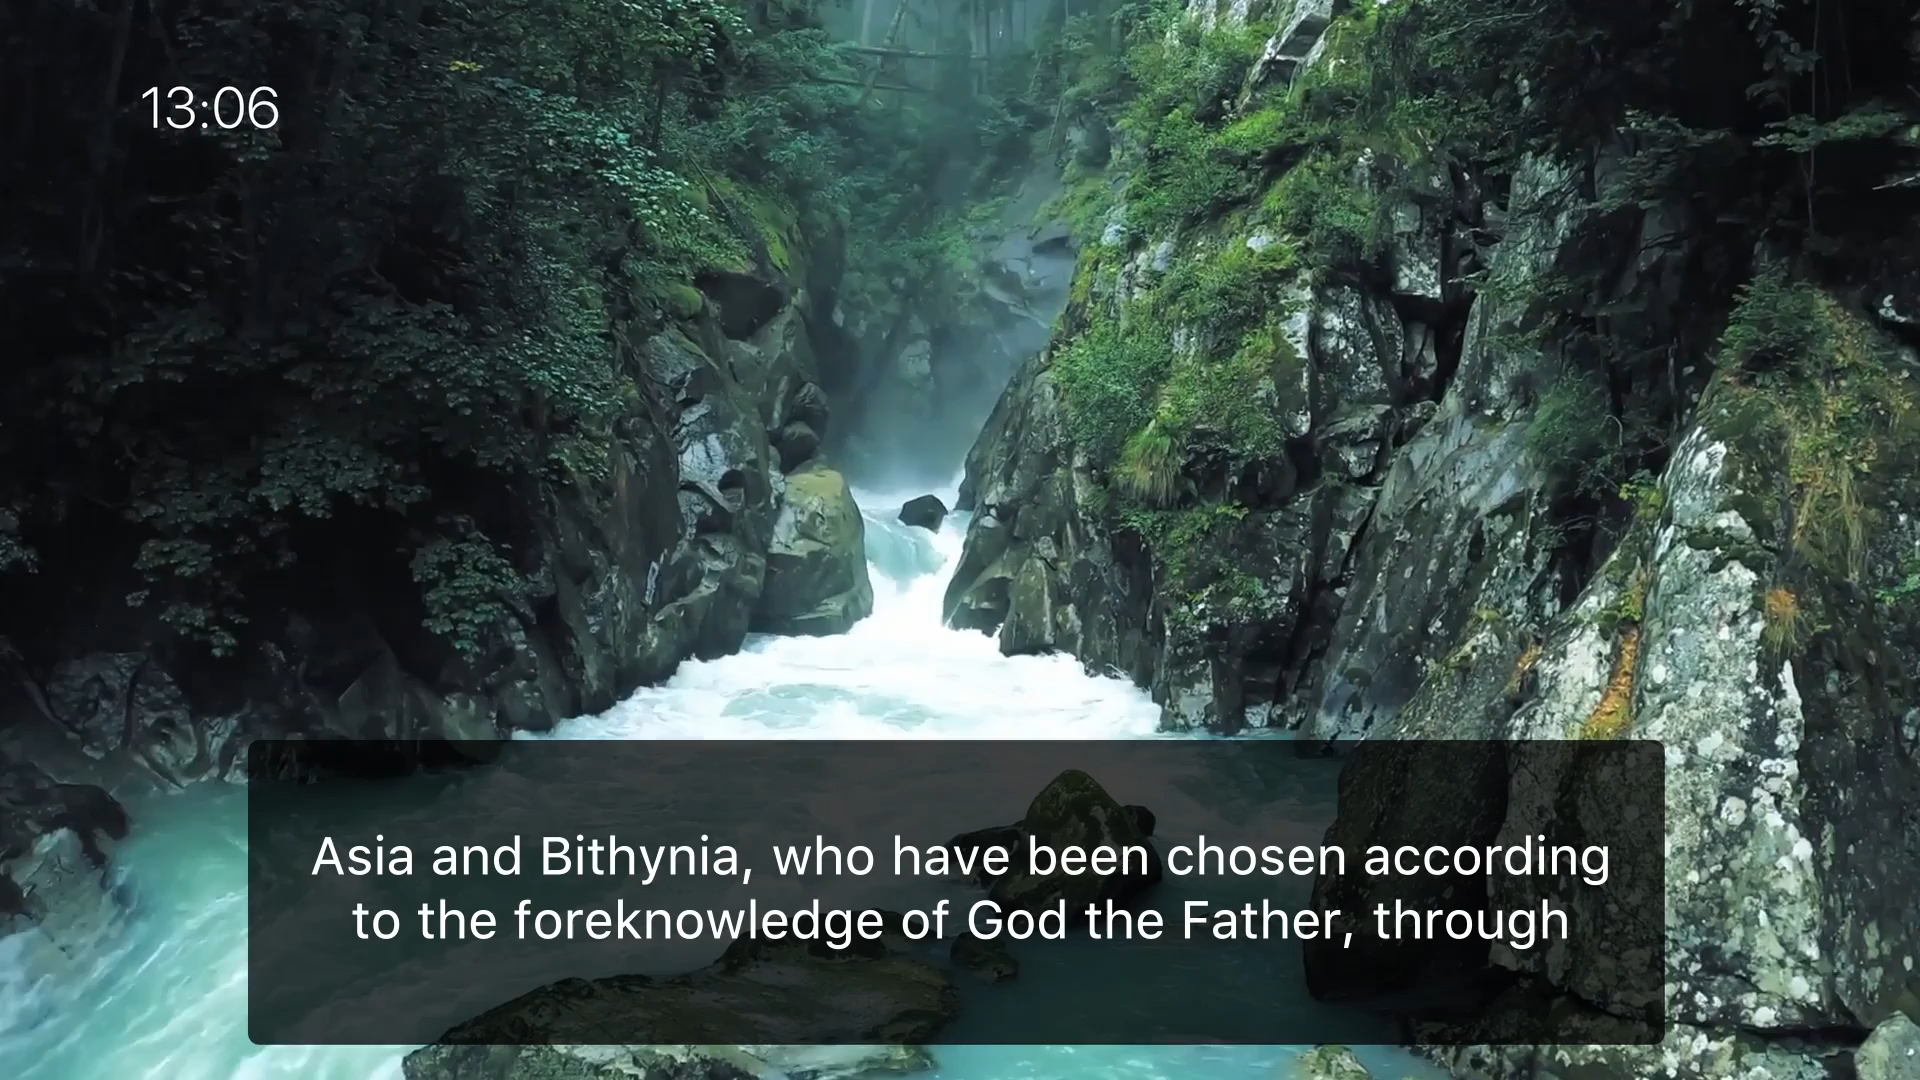 13:06
Asia and Bithynia, who have been chosen according
to the foreknowledge of God the Father, through